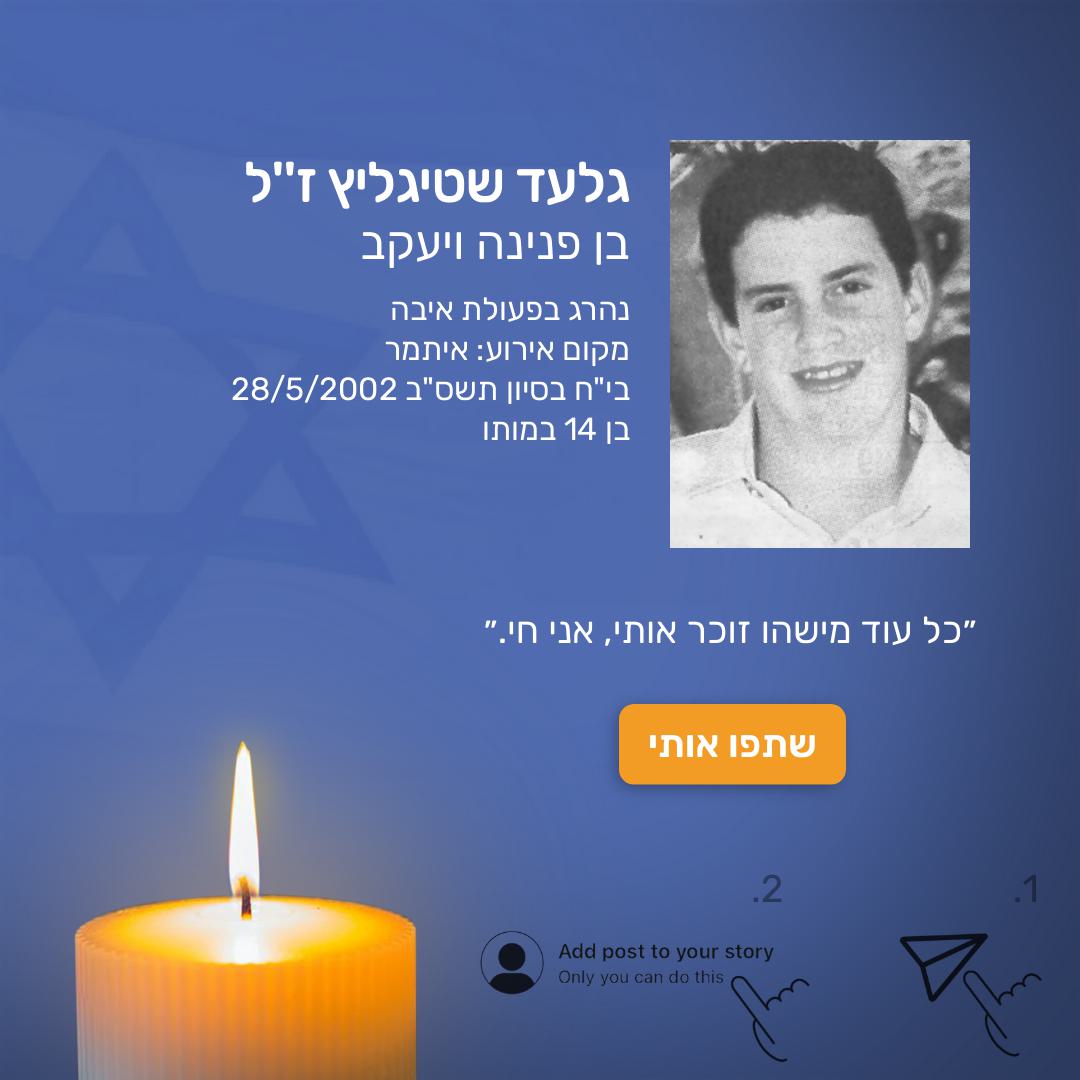 גלעד שטיגליץ ז"ל
בן פנינה ויעקב
נהרג בפעולת איבה
מקום אירוע: איתמר
בי"ח בסיון תשס"ב 28/5/2002
בן 14 במותו
״כל עוד מישהו זוכר אותי, אני חי.״
שתפו אותי
1.
2.
Add post to your story
Only you can do this